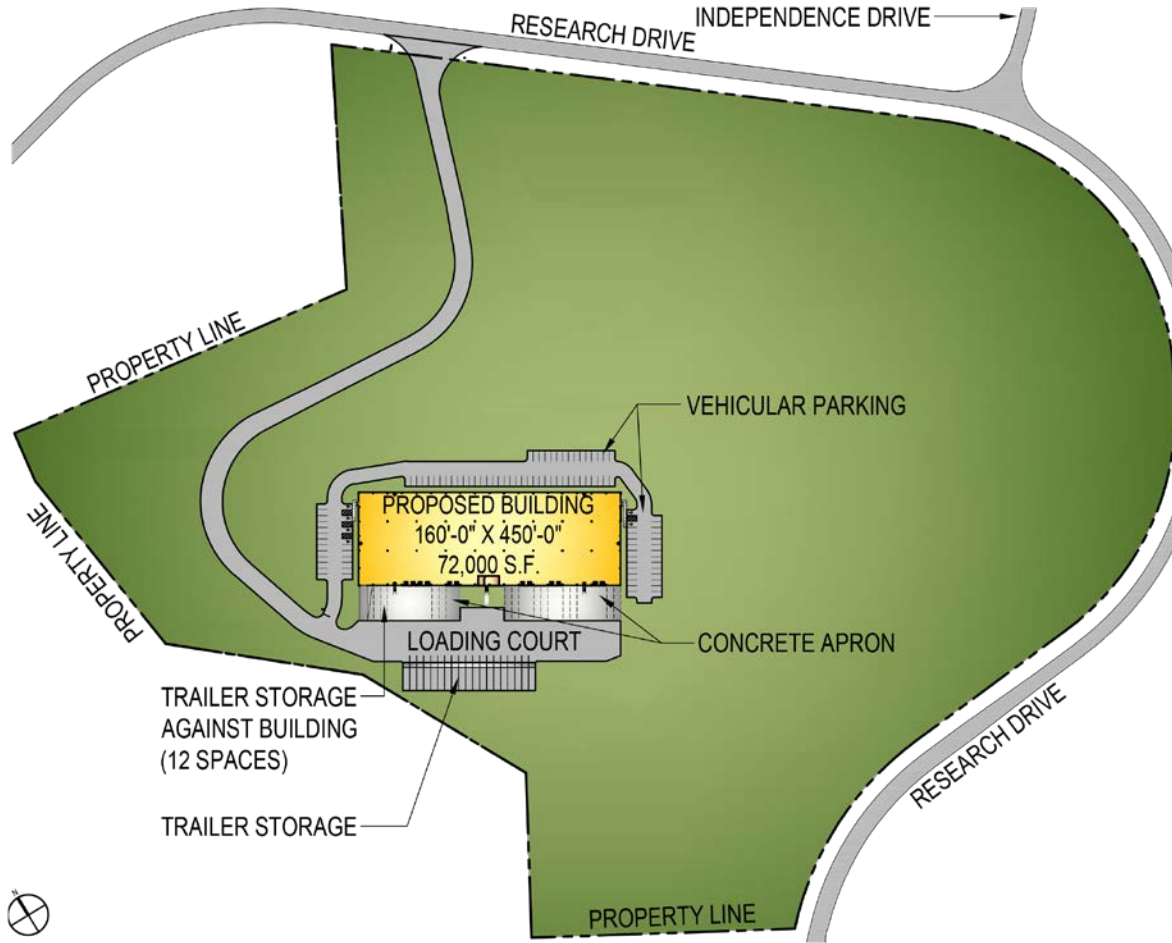 INDEPENDENCE DRIVE
RESEARCH DRIVE
PROPERTY LINE
VEHICULAR PARKING
PROPOSED BUILDING
160'-0" X 450'-0"
72,000 S.F.
PROPERTY LINE
LOADING COURT
CONCRETE APRON
TRAILER STORAGE
AGAINST BUILDING
(12 SPACES)
TRAILER STORAGE
RESEARCH DRIVE
PROPERTY LINE
N